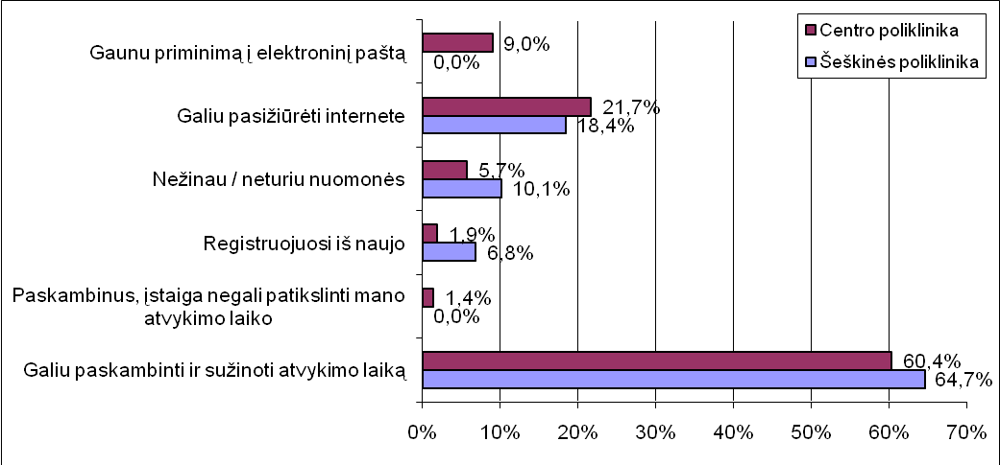 Centro poliklinika
Šeškinės poliklinika
Gaunu priminimą į elektroninį paštą
9,0%
0,0%
Galiu pasižiūrėti internete
21,7%
18,4%
Nežinau / neturiu nuomonės
5,7%
10,1%
Registruojuosi iš naujo
1,9%
6,8%
Paskambinus, įstaiga negali patikslinti mano
atvykimo laiko
1,4%
0,0%
Galiu paskambinti ir sužinoti atvykimo laiką
60,4%
64,7%
0% 10% 20% 30% 40% 50% 60% 70%